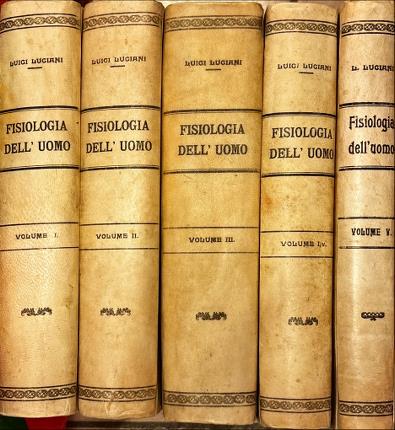 LUIGI LUCIANI
FISIOLOGIA
DELL' UOMO
VOLUME I.
LUIGI LUCIANI
FISIOLOGIA
DELL' UOMO
VOLUME II.
LUIGI LUCIANI
FISIOLOGIA
DELL' UOMO
VOLUME III.
LUIGI LUCIANI
FISIOLOGIA
DELL' UOMO
VOLUME I.V.
L. LUCIANI
Fisiologia
dell'uomo
VOLUME V.